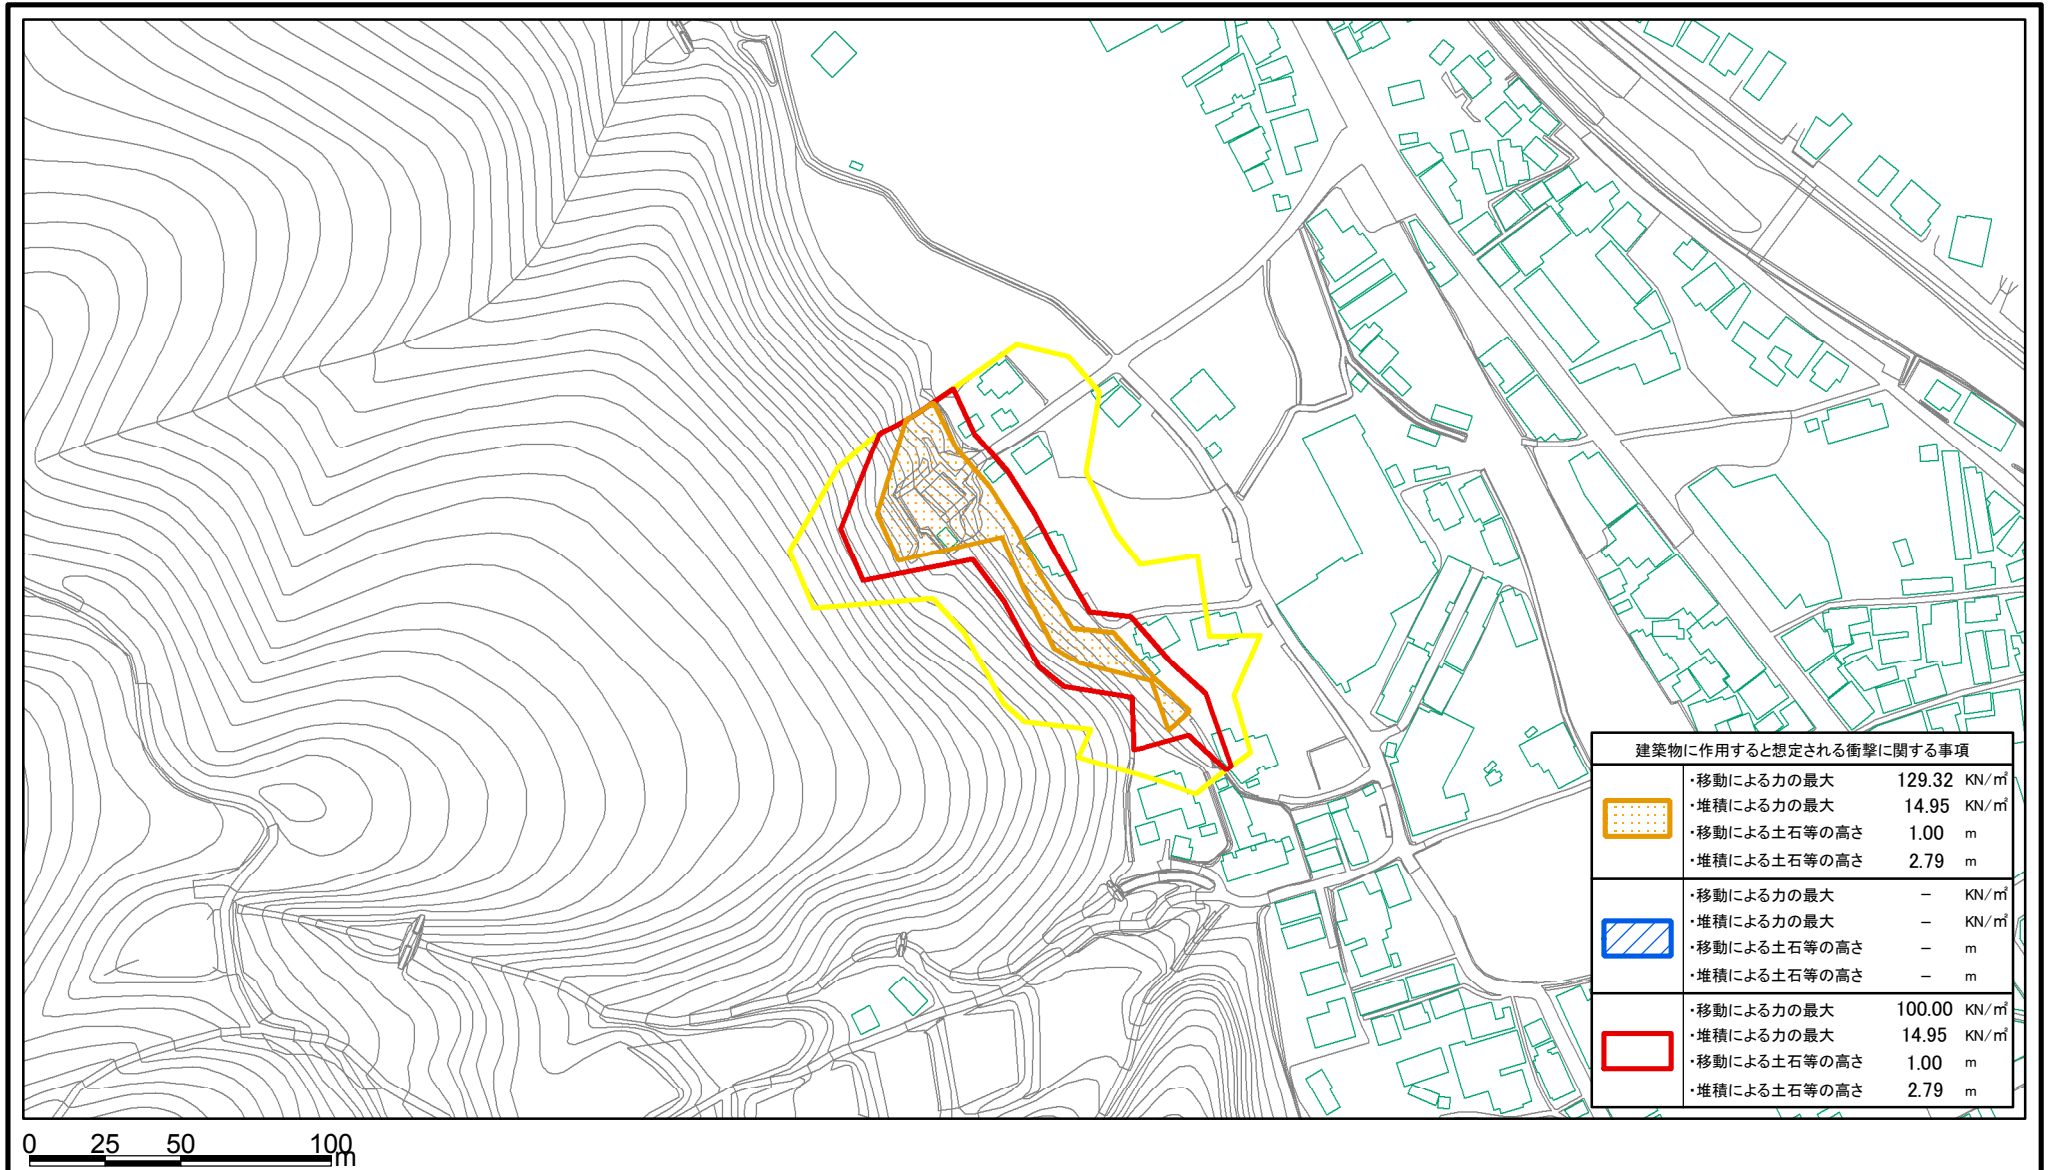 建築物に作用すると想定される衝撃に関する事項
・移動による力の最大 129.32 KN/㎡
・堆積による力の最大 14.95 KN/㎡
・移動による土石等の高さ 1.00 m
・堆積による土石等の高さ 2.79 m
・移動による力の最大 － KN/㎡
・堆積による力の最大 － KN/㎡
・移動による土石等の高さ － m
・堆積による土石等の高さ － m
・移動による力の最大 100.00 KN/㎡
・堆積による力の最大 14.95 KN/㎡
・移動による土石等の高さ 1.00 m
・堆積による土石等の高さ 2.79 m
0 25 50 100
m